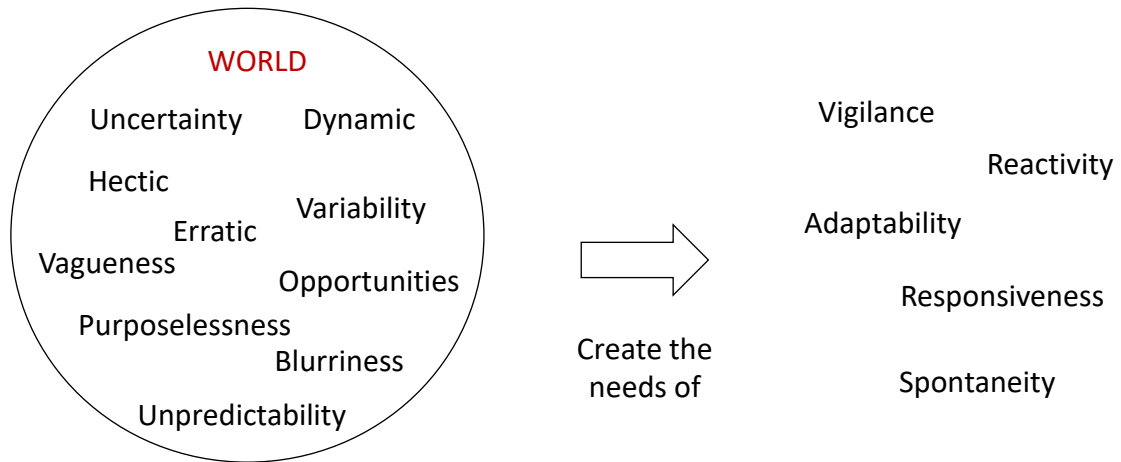 WORLD
Uncertainty
Dynamic
Hectic
Variability
Erratic
Vagueness
Opportunities
Purposelessness
Blurriness
Unpredictability
Create the
needs of
Vigilance
Reactivity
Adaptability
Responsiveness
Spontaneity